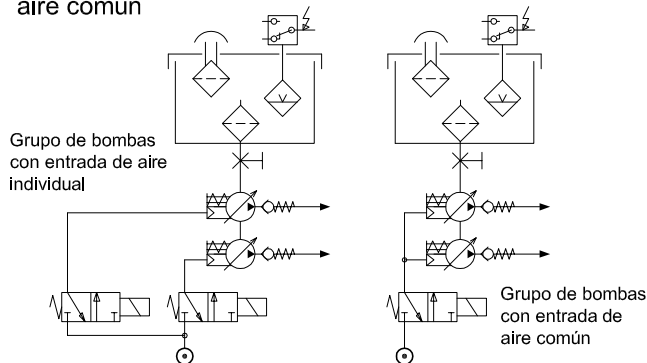 aire común
Grupo de bombas
con entrada de aire
individual
Grupo de bombas
con entrada de
aire común